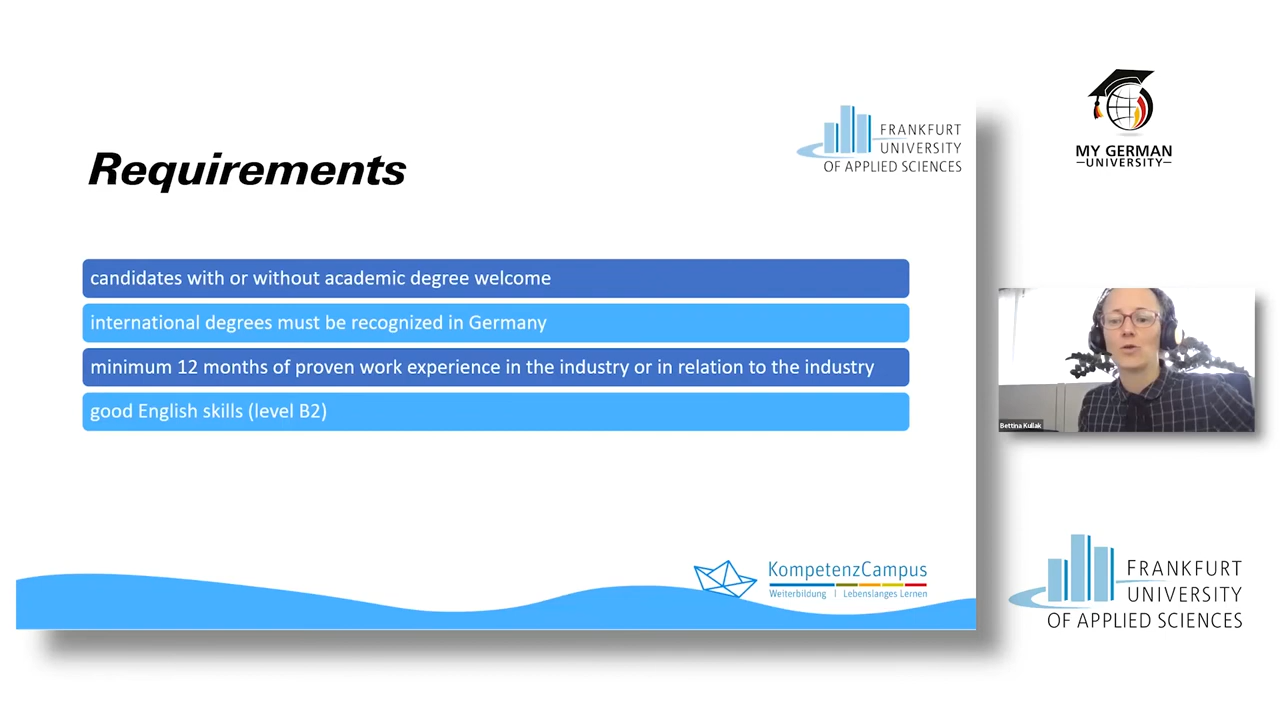 Requirements
FRANKFURT
UNIVERSITY
OF APPLIED SCIENCES
candidates with or without academic degree welcome
international degrees must be recognized in Germany
minimum 12 months of proven work experience in the industry or in relation to the industry
good English skills (level B2)
KompetenzCampus
Weiterbildung | Lebenslanges Lernen
MY GERMAN
UNIVERSITY
Bettina Kullak
FRANKFURT
UNIVERSITY
OF APPLIED SCIENCES